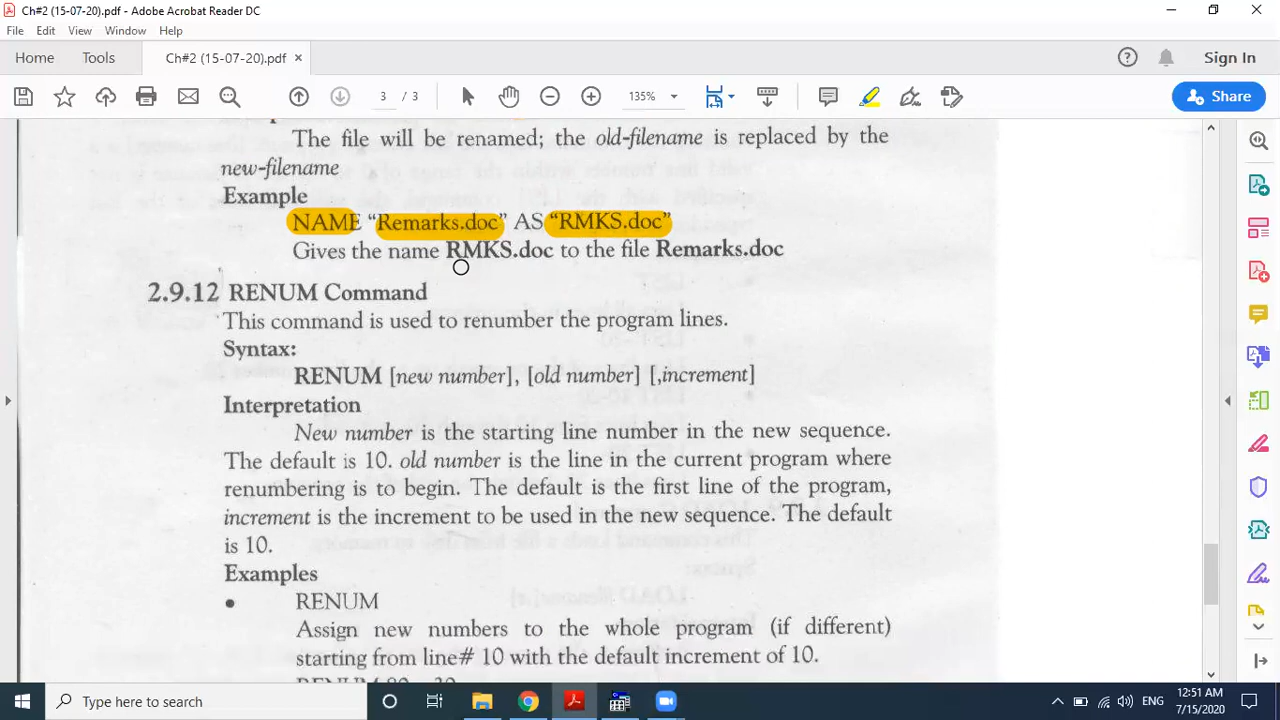 Ch#2 (15-07-20).pdf - Adobe Acrobat Reader DC
File Edit View Window Help
Home Tools Ch#2 (15-07-20).pdf × Sign In
3 / 3 135% Share
The file will be renamed; the old-filename is replaced by the
new-filename
Example
NAME “Remarks.doc” AS “RMKS.doc”
Gives the name RMKS.doc to the file Remarks.doc
2.9.12 RENUM Command
This command is used to renumber the program lines.
Syntax:
RENUM [new number], [old number] [,increment]
Interpretation
New number is the starting line number in the new sequence.
The default is 10. old number is the line in the current program where
renumbering is to begin. The default is the first line of the program,
increment is the increment to be used in the new sequence. The default
is 10.
Examples
• RENUM
Assign new numbers to the whole program (if different)
starting from line# 10 with the default increment of 10.
Type here to search
ENG 12:51 AM
7/15/2020